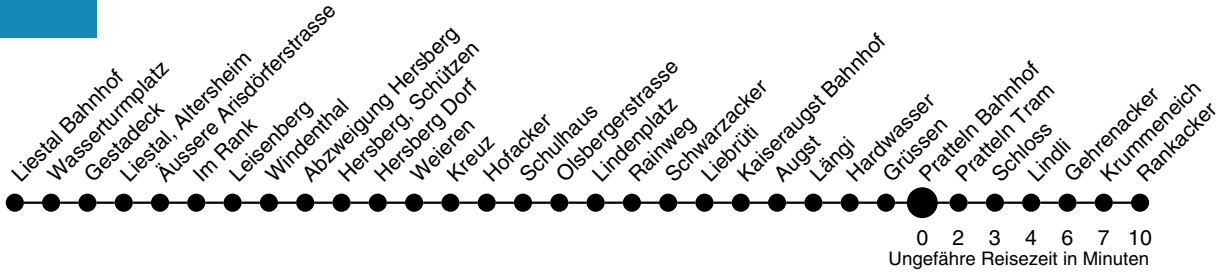 Liestal Bahnhof
Wasserturmplatz
Gestadeck
Liestal, Altersheim
Äussere Arisdörferstrasse
Im Rank
Leisenberg
Windenthal
Abzweigung Hersberg
Hersberg, Schützen
Hersberg Dorf
Weieren
Kreuz
Hofacker
Schulhaus
Olsbergerstrasse
Lindenplatz
Rainweg
Schwarzacker
Liebrüti
Kaiseraugst Bahnhof
Augst
Längi
Hardwasser
Grüssen
Pratteln Bahnhof
Pratteln Tram
Schloss
Lindli
Gehrenacker
Krummeneich
Rankacker
0 2 3 4 6 7 10
Ungefähre Reisezeit in Minuten